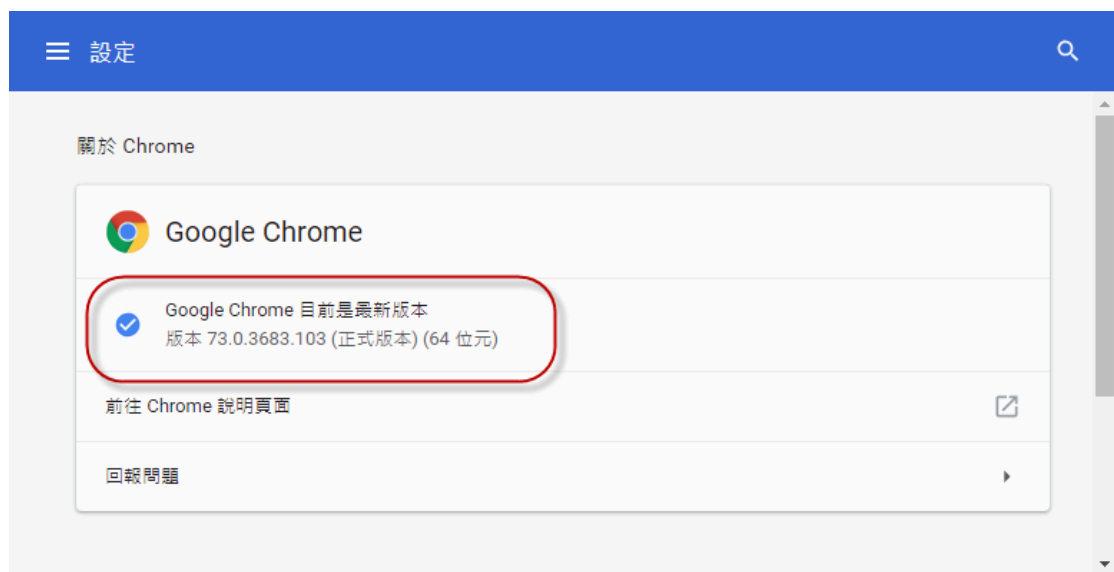 設定
關於 Chrome
Google Chrome
Google Chrome 目前是最新版本
版本 73.0.3683.103 (正式版本) (64 位元)
前往 Chrome 說明頁面
回報問題